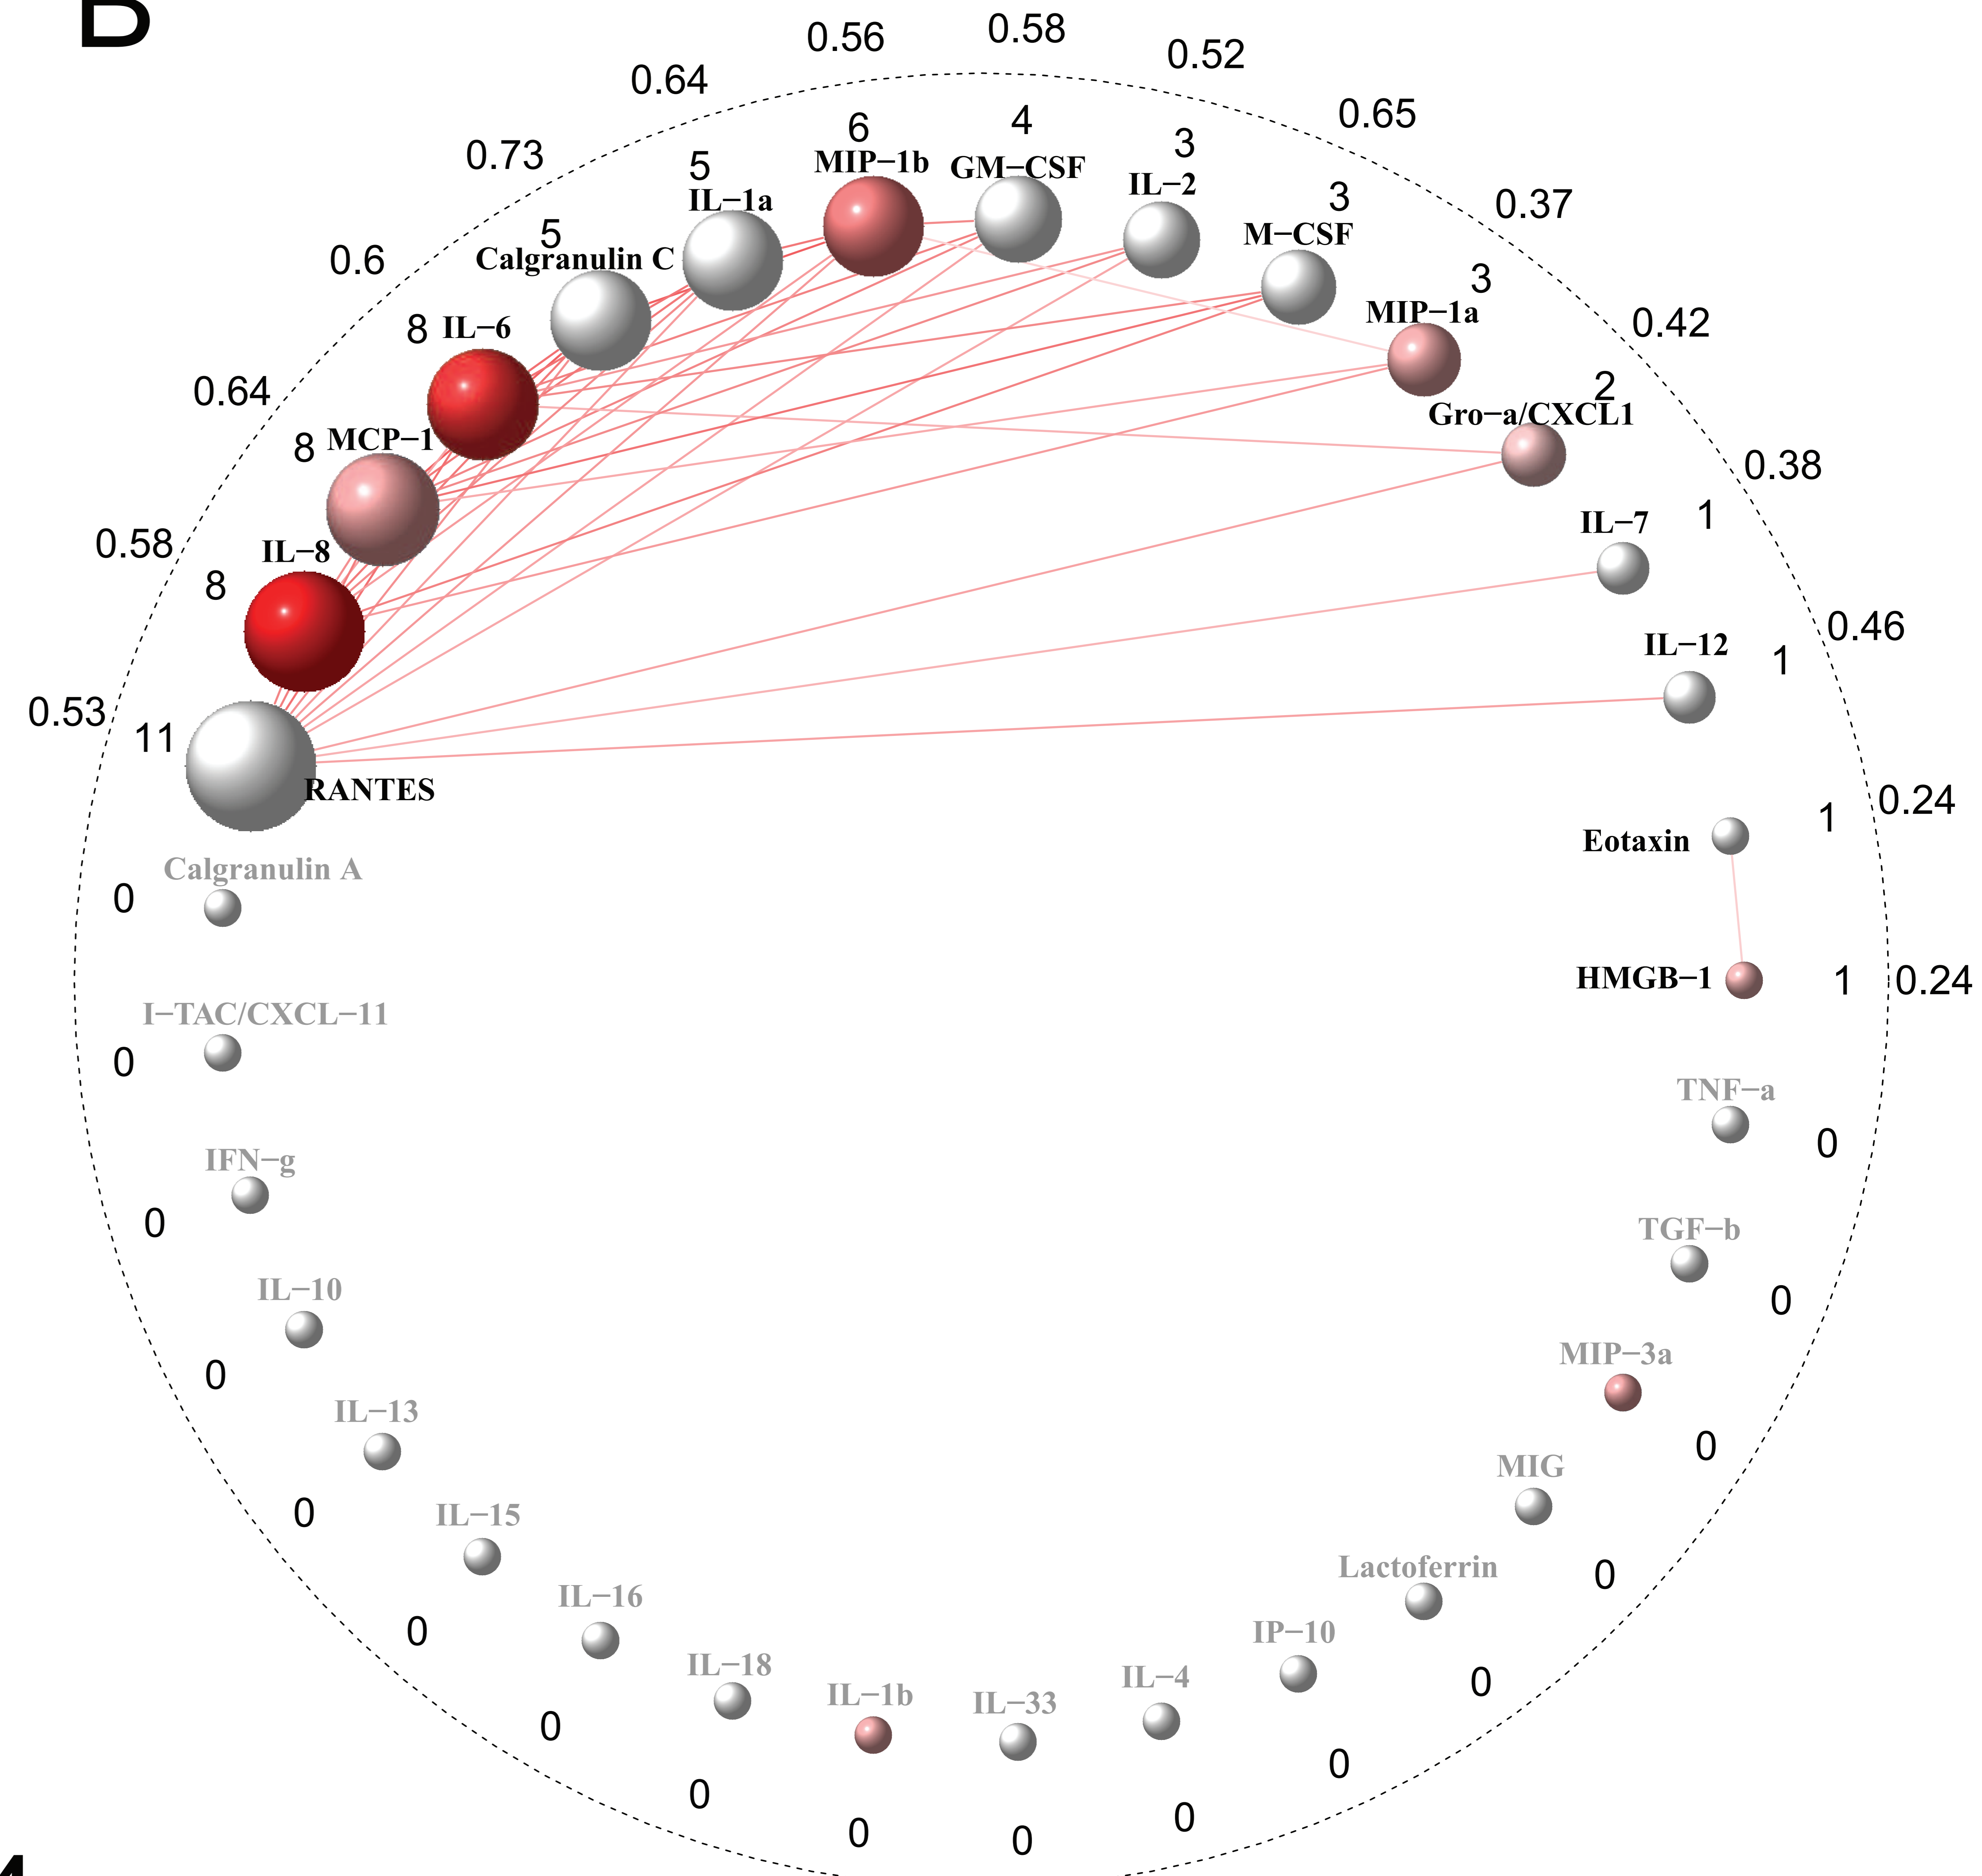 B
0.56
0.58
0.52
0.64
0.65
0.73
0.37
0.6
0.42
0.64
0.38
0.58
0.46
0.53
0.24
0.24
6
MIP−1b
4
GM−CSF
3
IL−2
5
IL−1a
3
M−CSF
5
Calgranulin C
3
MIP−1a
8 IL−6
2
Gro−a/CXCL1
8 MCP−1
1
IL−7
8
IL−8
1
IL−12
11
RANTES
1
Eotaxin
Calgranulin A
0
HMGB−1
1
I−TAC/CXCL−11
0
TNF−a
0
IFN−g
0
TGF−b
0
IL−10
0
MIP−3a
0
IL−13
0
MIG
0
IL−15
0
Lactoferrin
0
IL−16
0
IP−10
0
IL−18
0
IL−4
0
IL−1b
0
IL−33
0